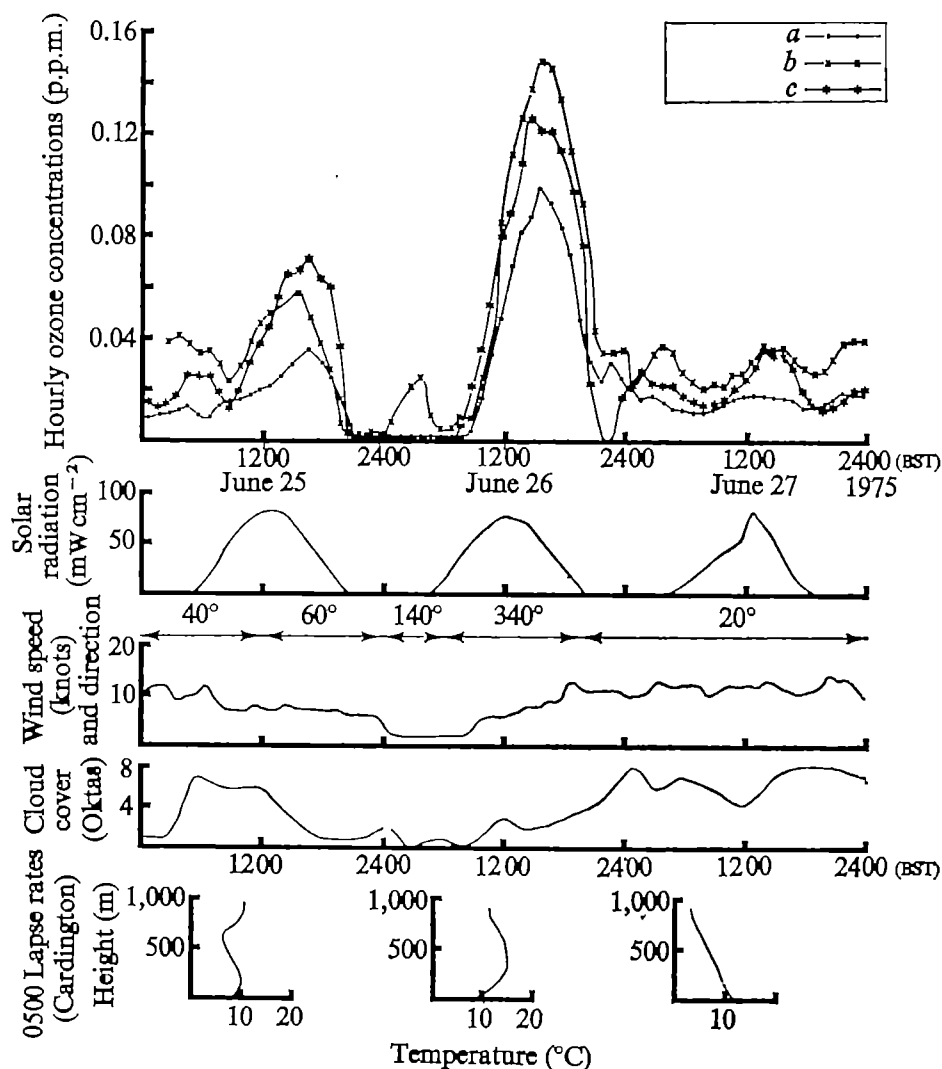 Hourly ozone concentrations (p.p.m.)
0.16
0.12
0.08
0.04
a
b
c
1200 2400 1200 2400 1200 2400 (BST)
June 25 June 26 June 27 1975
Solar
radiation
(mW cm⁻²)
100
50
40° 60° 140° 340° 20°
Wind speed
(knots)
and direction
20
10
Cloud
cover
(Oktas)
8
4
1200 2400 1200 2400 1200 2400 (BST)
0500 Lapse rates
(Cardington)
Height (m)
1,000 1,000 1,000
500 500 500
10 20 10 20 10
Temperature (°C)